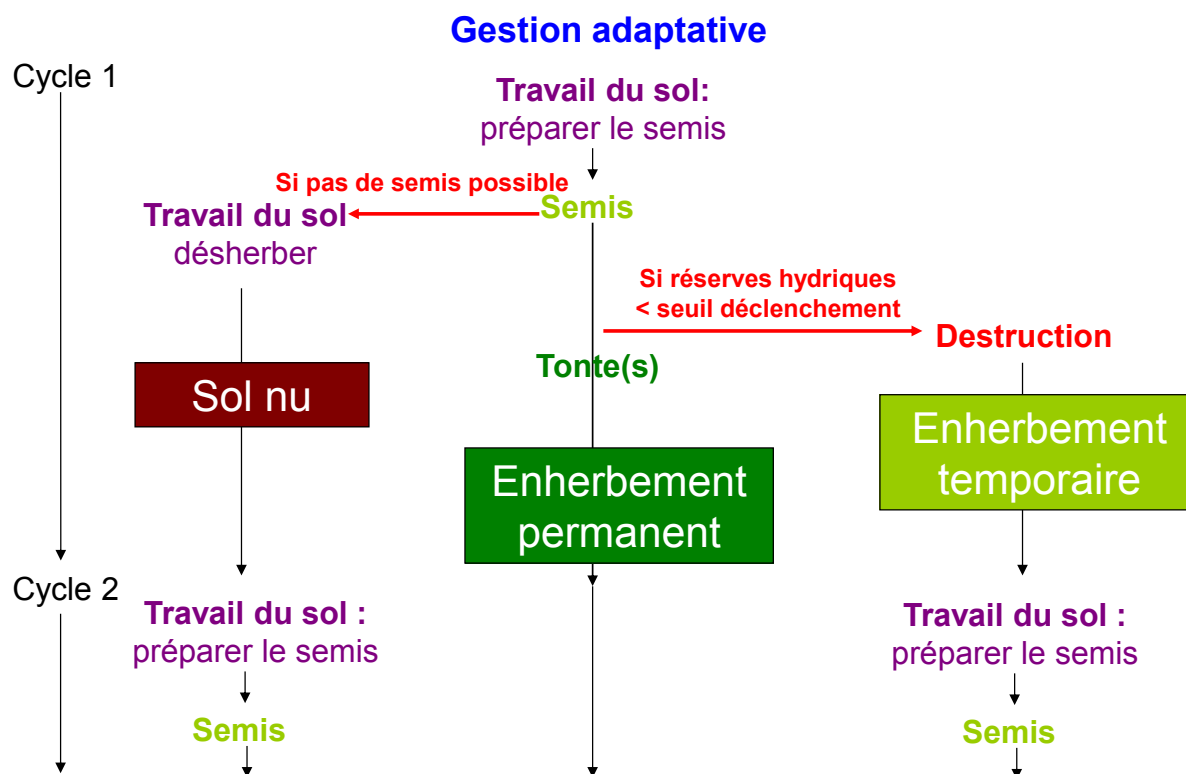 Gestion adaptative
Cycle 1
Travail du sol:
préparer le semis
Si pas de semis possible
Semis
Travail du sol
désherber
Si réserves hydriques
< seuil déclenchement
Destruction
Tonte(s)
Sol nu
Enherbement
permanent
Enherbement
temporaire
Cycle 2
Travail du sol :
préparer le semis
Semis
Travail du sol :
préparer le semis
Semis